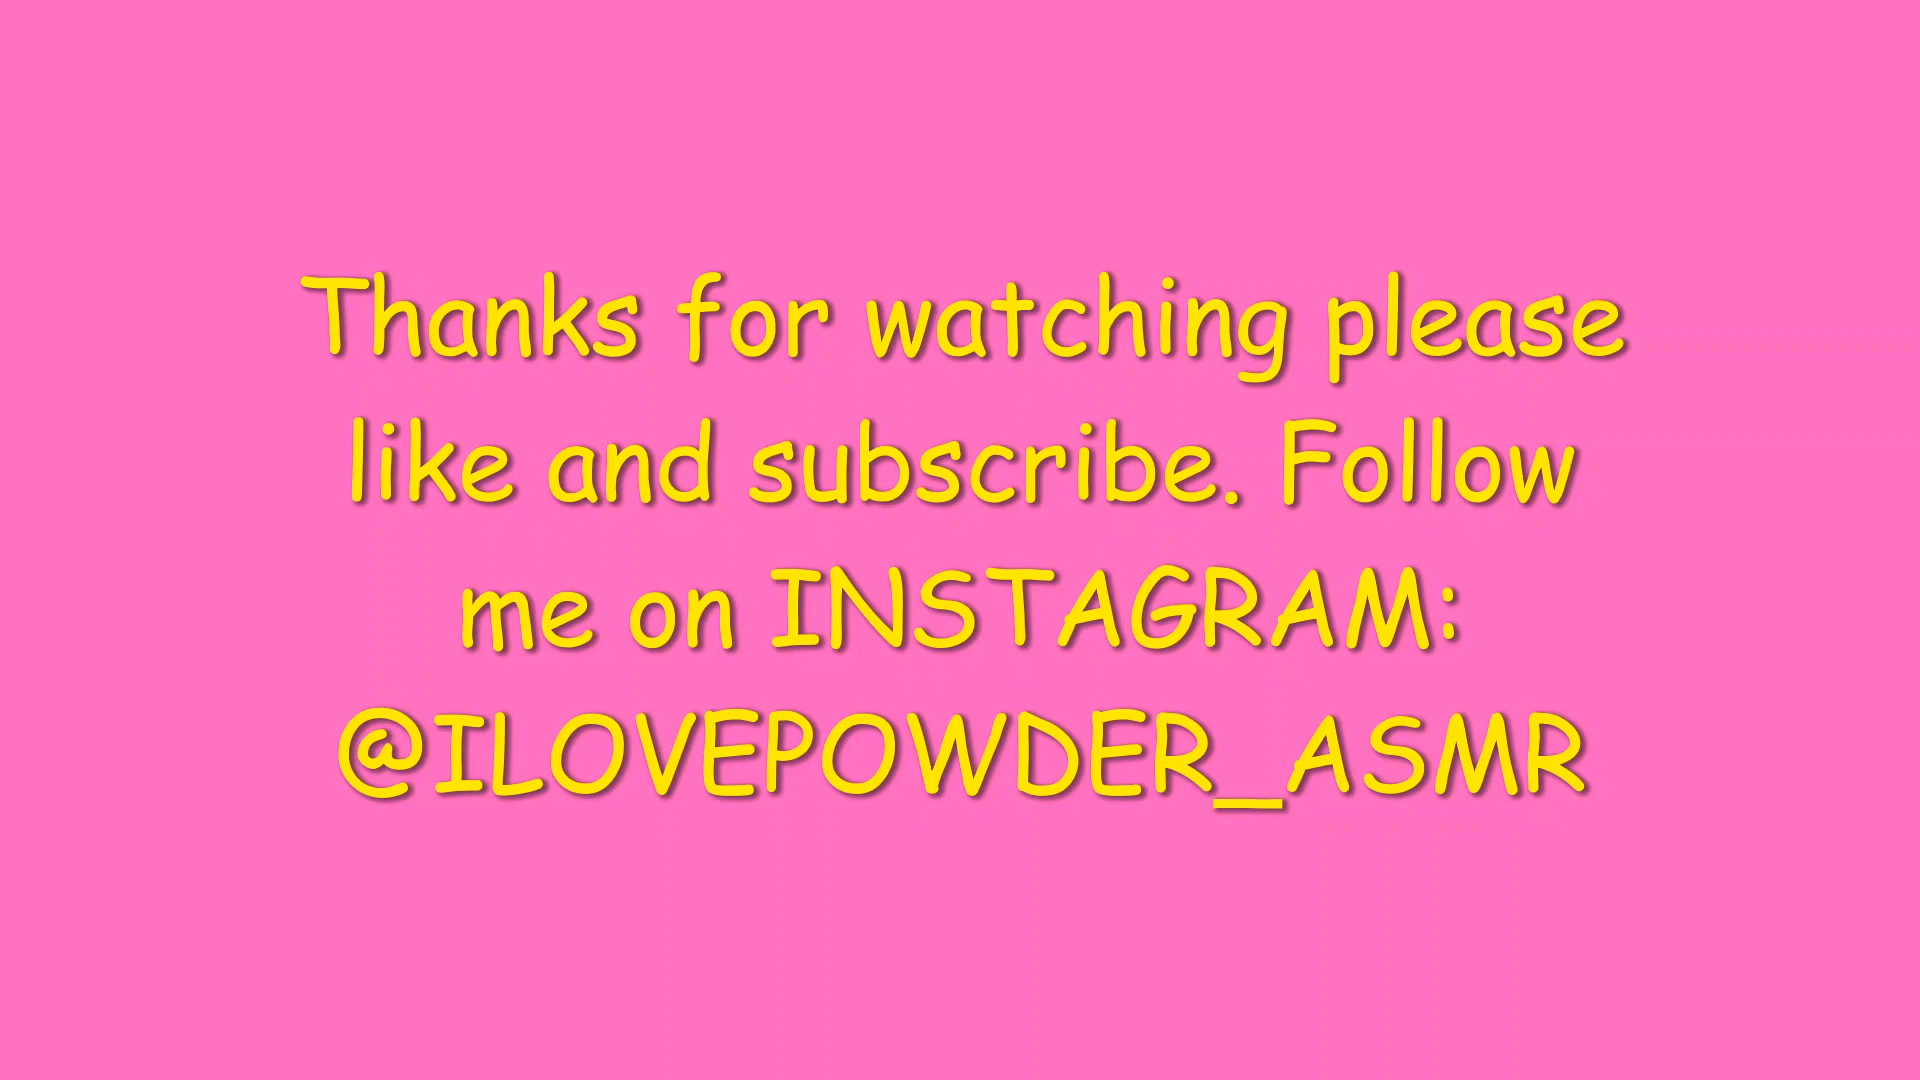 Thanks for watching please
like and subscribe. Follow
me on INSTAGRAM:
@ILOVEPOWDER_ASMR